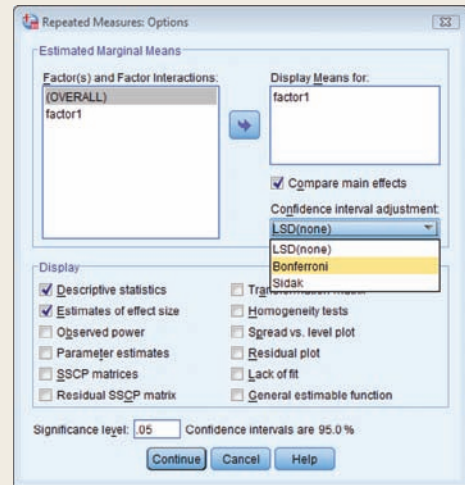 Repeated Measures: Options
Estimated Marginal Means
Factor(s) and Factor Interactions:
(OVERALL)
factor1
Display Means for:
factor1
Compare main effects
Confidence interval adjustment:
LSD(none)
LSD(none)
Bonferroni
Sidak
Display
Descriptive statistics
Estimates of effect size
Observed power
Parameter estimates
SSCP matrices
Residual SSCP matrix
Homogeneity tests
Spread vs. level plot
Residual plot
Lack of fit
General estimable function
Significance level: .05 Confidence intervals are 95.0 %
Continue Cancel Help